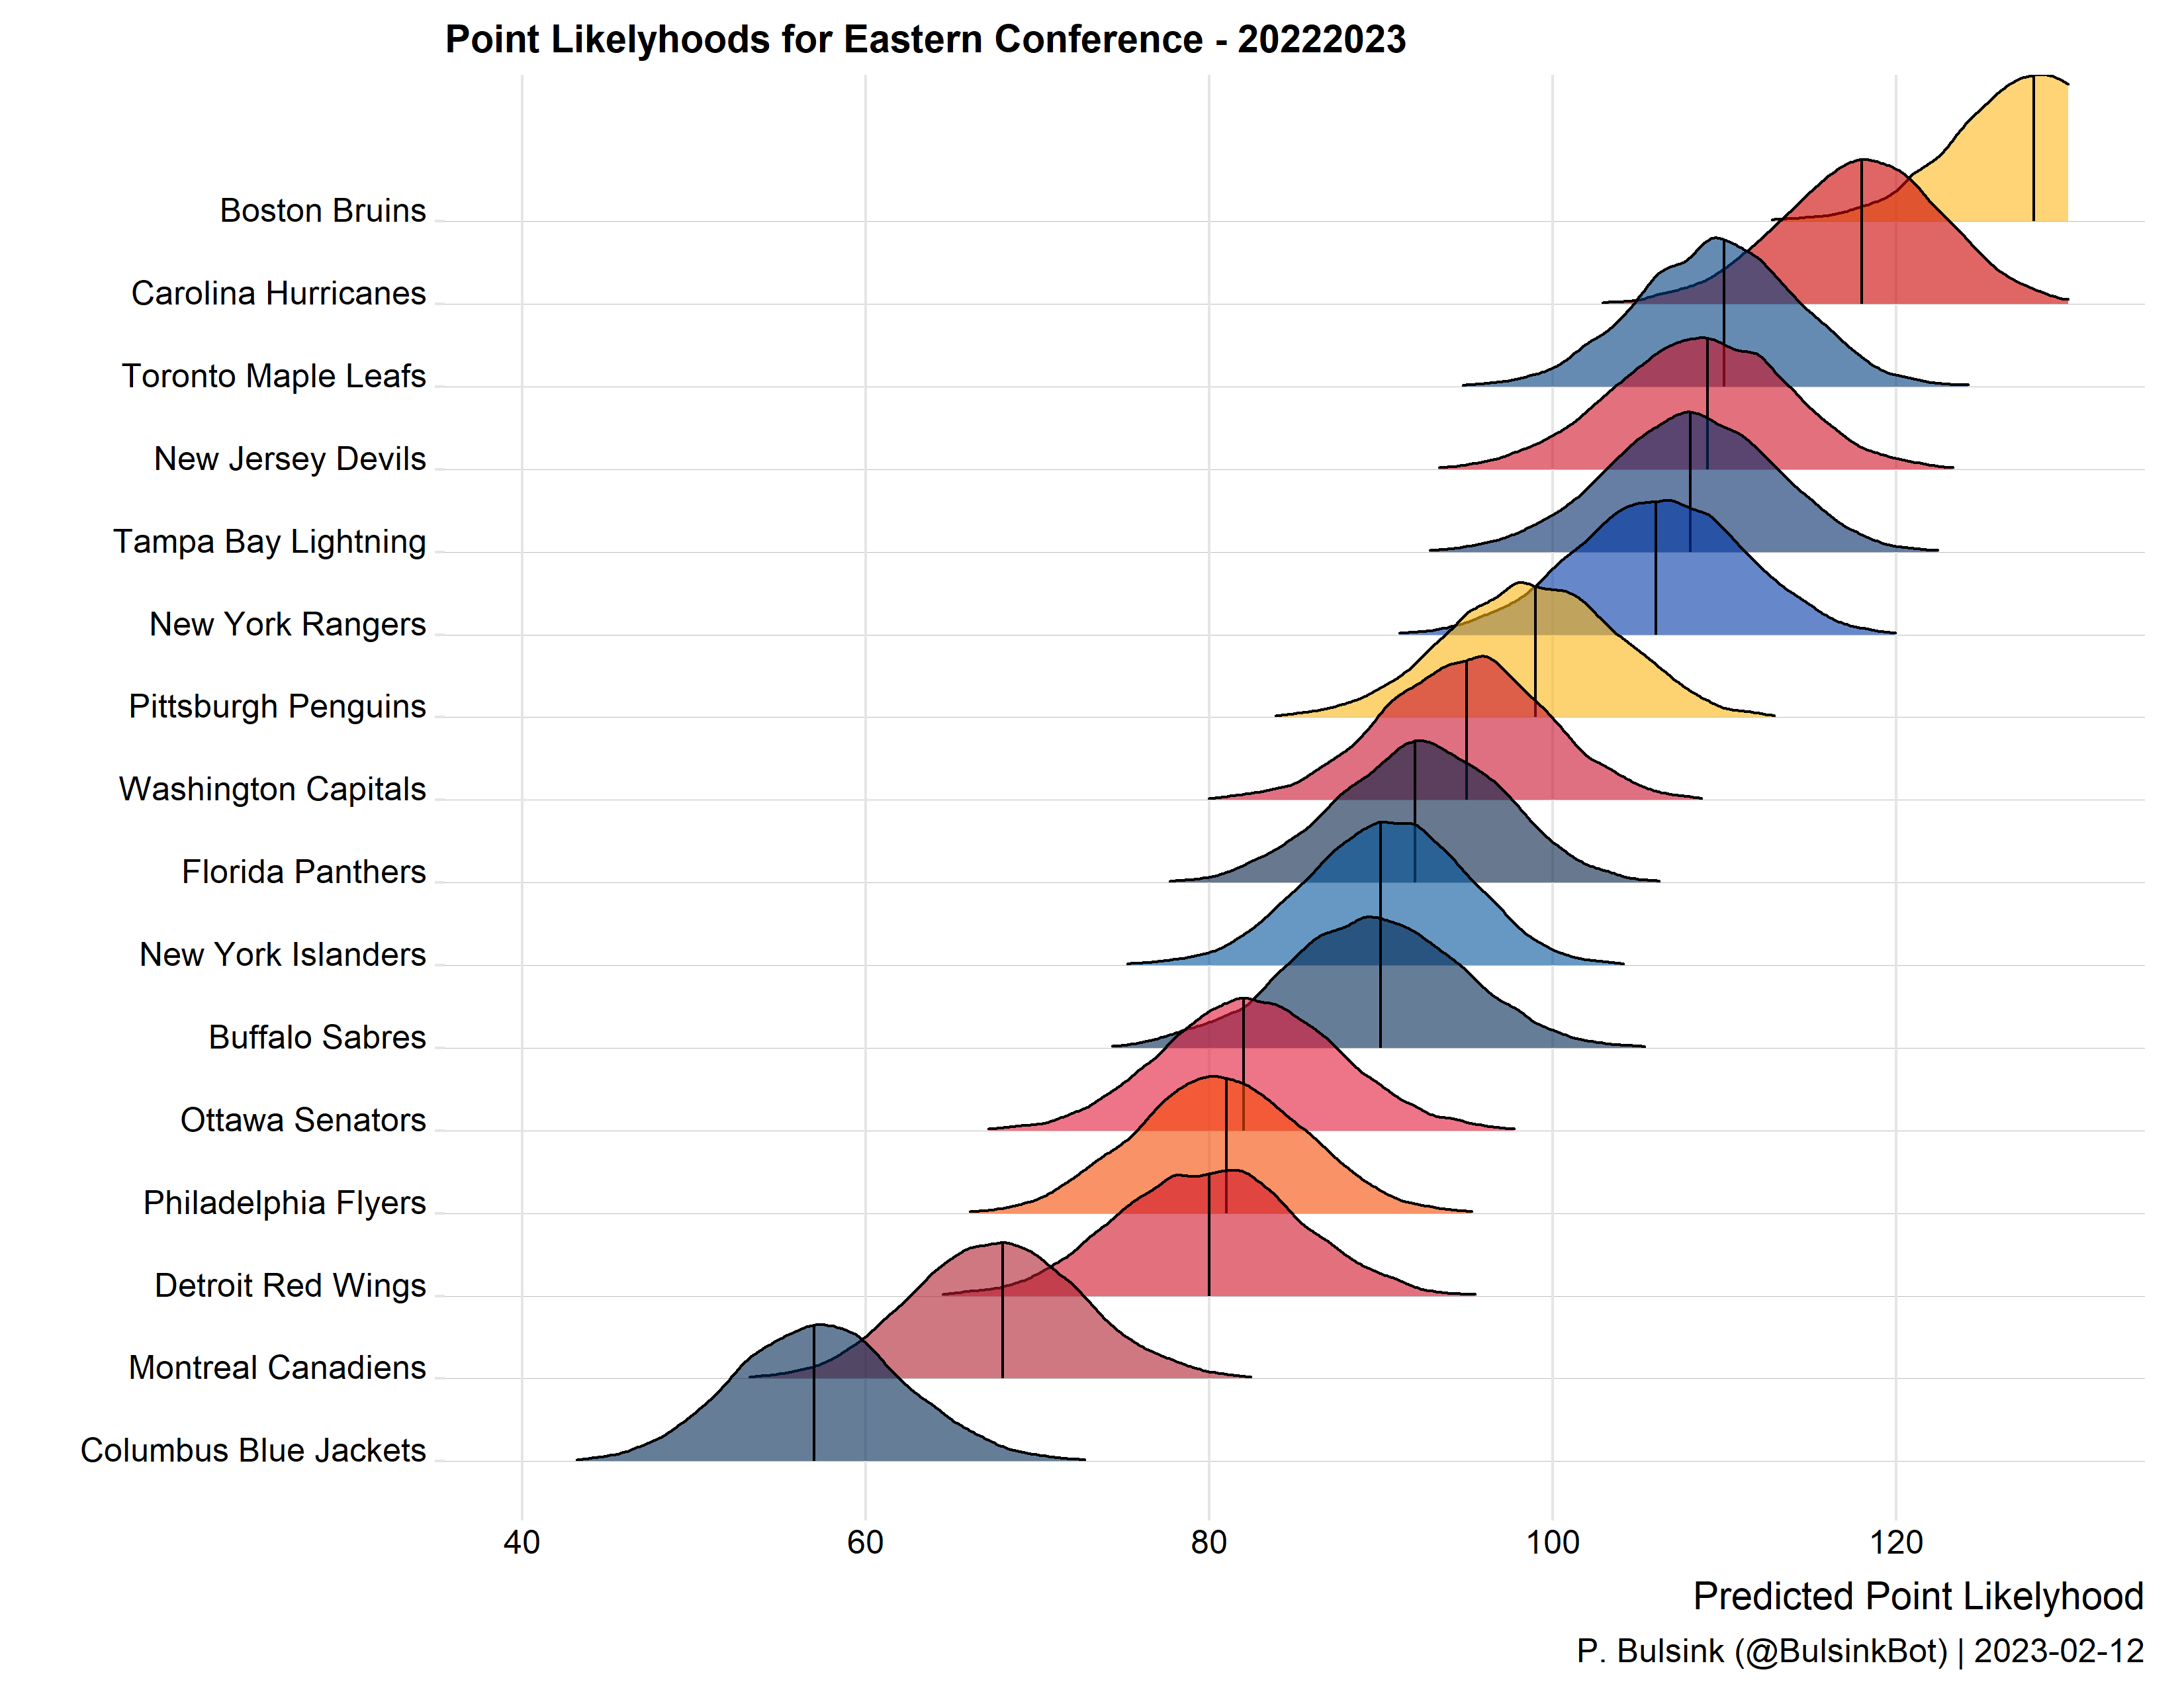 Point Likelyhoods for Eastern Conference - 20222023
Boston Bruins
Carolina Hurricanes
Toronto Maple Leafs
New Jersey Devils
Tampa Bay Lightning
New York Rangers
Pittsburgh Penguins
Washington Capitals
Florida Panthers
New York Islanders
Buffalo Sabres
Ottawa Senators
Philadelphia Flyers
Detroit Red Wings
Montreal Canadiens
Columbus Blue Jackets
40 60 80 100 120
Predicted Point Likelyhood
P. Bulsink (@BulsinkBot) | 2023-02-12